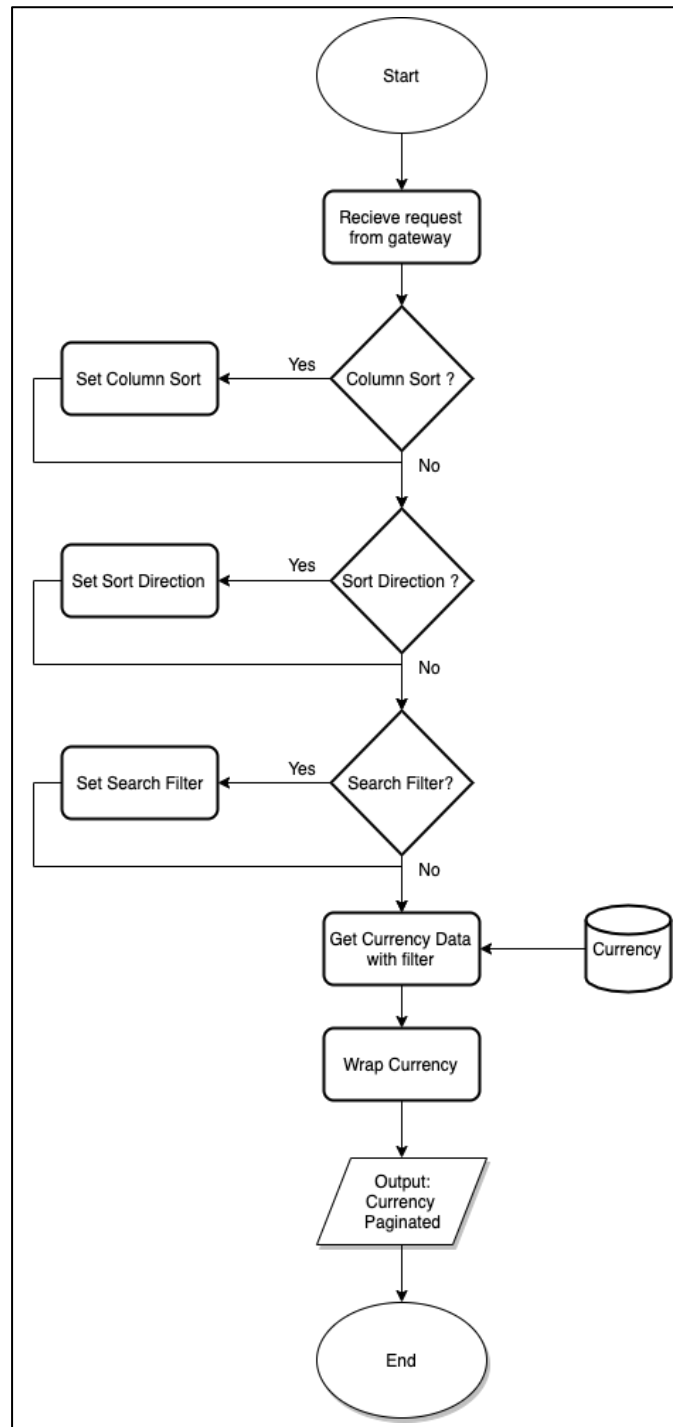 Start
Recieve request
from gateway
Column Sort ?
Yes
Set Column Sort
No
Sort Direction ?
Yes
Set Sort Direction
No
Search Filter?
Yes
Set Search Filter
No
Get Currency Data
with filter
Currency
Wrap Currency
Output:
Currency
Paginated
End